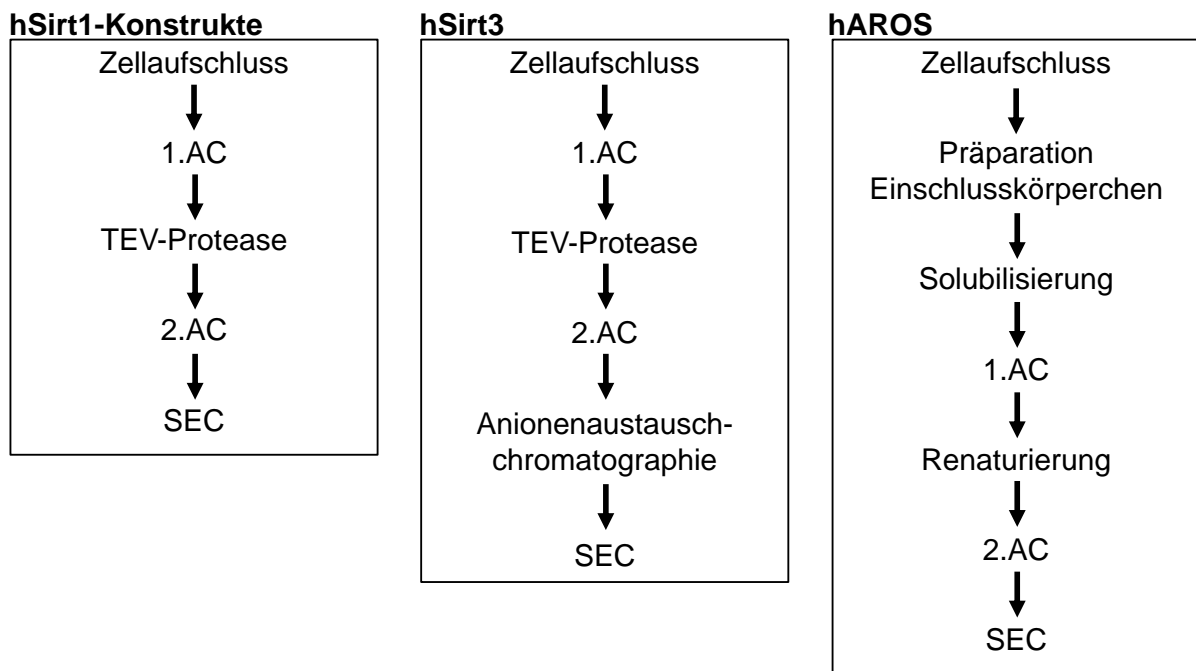 hSirt1-Konstrukte
Zellaufschluss
1.AC
TEV-Protease
2.AC
SEC
hSirt3
Zellaufschluss
1.AC
TEV-Protease
2.AC
Anionenaustausch-
chromatographie
SEC
hAROS
Zellaufschluss
Präparation
Einschlusskörperchen
Solubilisierung
1.AC
Renaturierung
2.AC
SEC